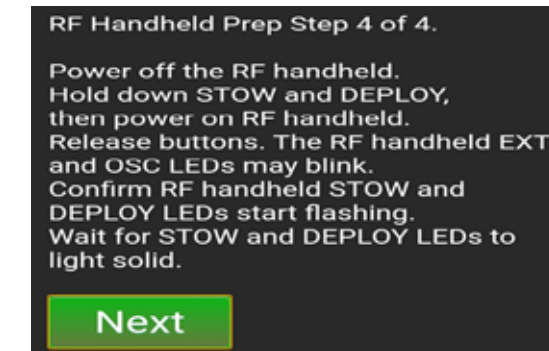 RF Handheld Prep Step 4 of 4.
Power off the RF handheld.
Hold down STOW and DEPLOY,
then power on RF handheld.
Release buttons. The RF handheld EXT
and OSC LEDs may blink.
Confirm RF handheld STOW and
DEPLOY LEDs start flashing.
Wait for STOW and DEPLOY LEDs to
light solid.
Next